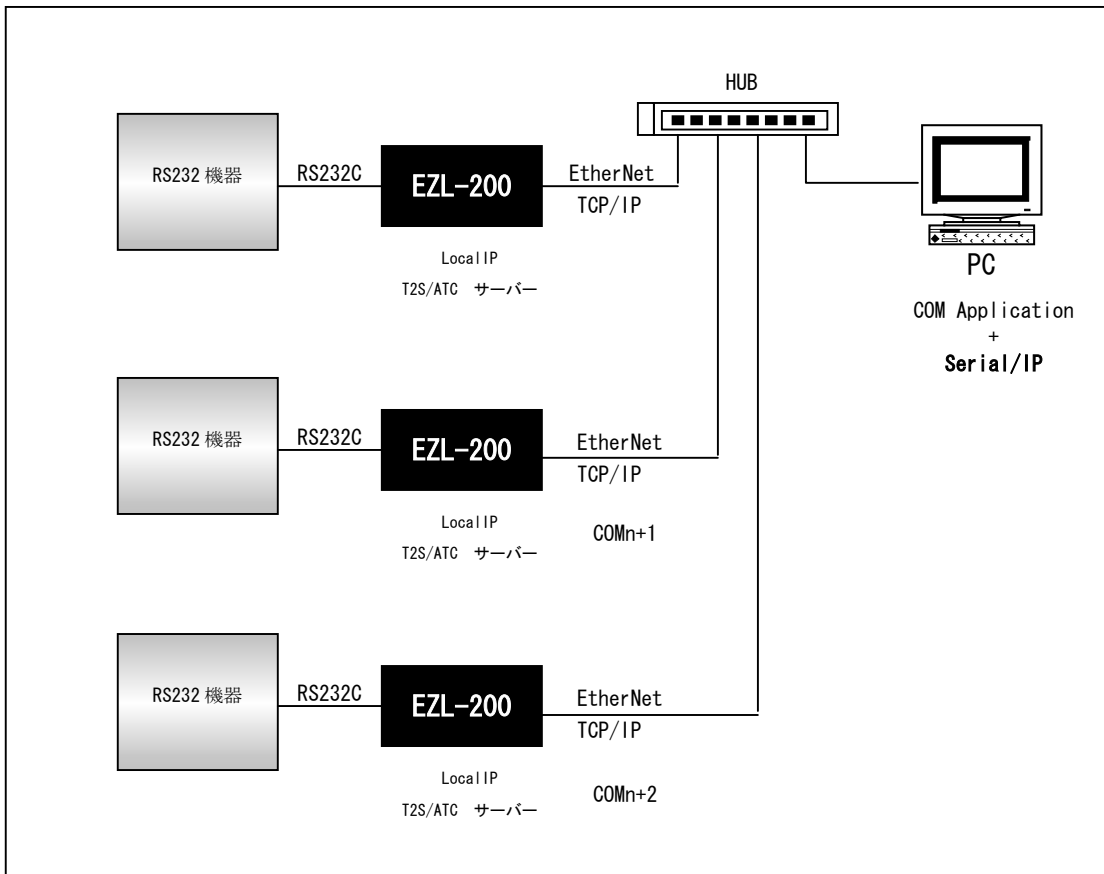 HUB
RS232 機器
RS232C
EZL-200
EtherNet
TCP/IP
LocalIP
T2S/ATC サーバー
PC
COM Application
+
Serial/IP
RS232 機器
RS232C
EZL-200
EtherNet
TCP/IP
LocalIP
T2S/ATC サーバー
COMn+1
RS232 機器
RS232C
EZL-200
EtherNet
TCP/IP
LocalIP
T2S/ATC サーバー
COMn+2